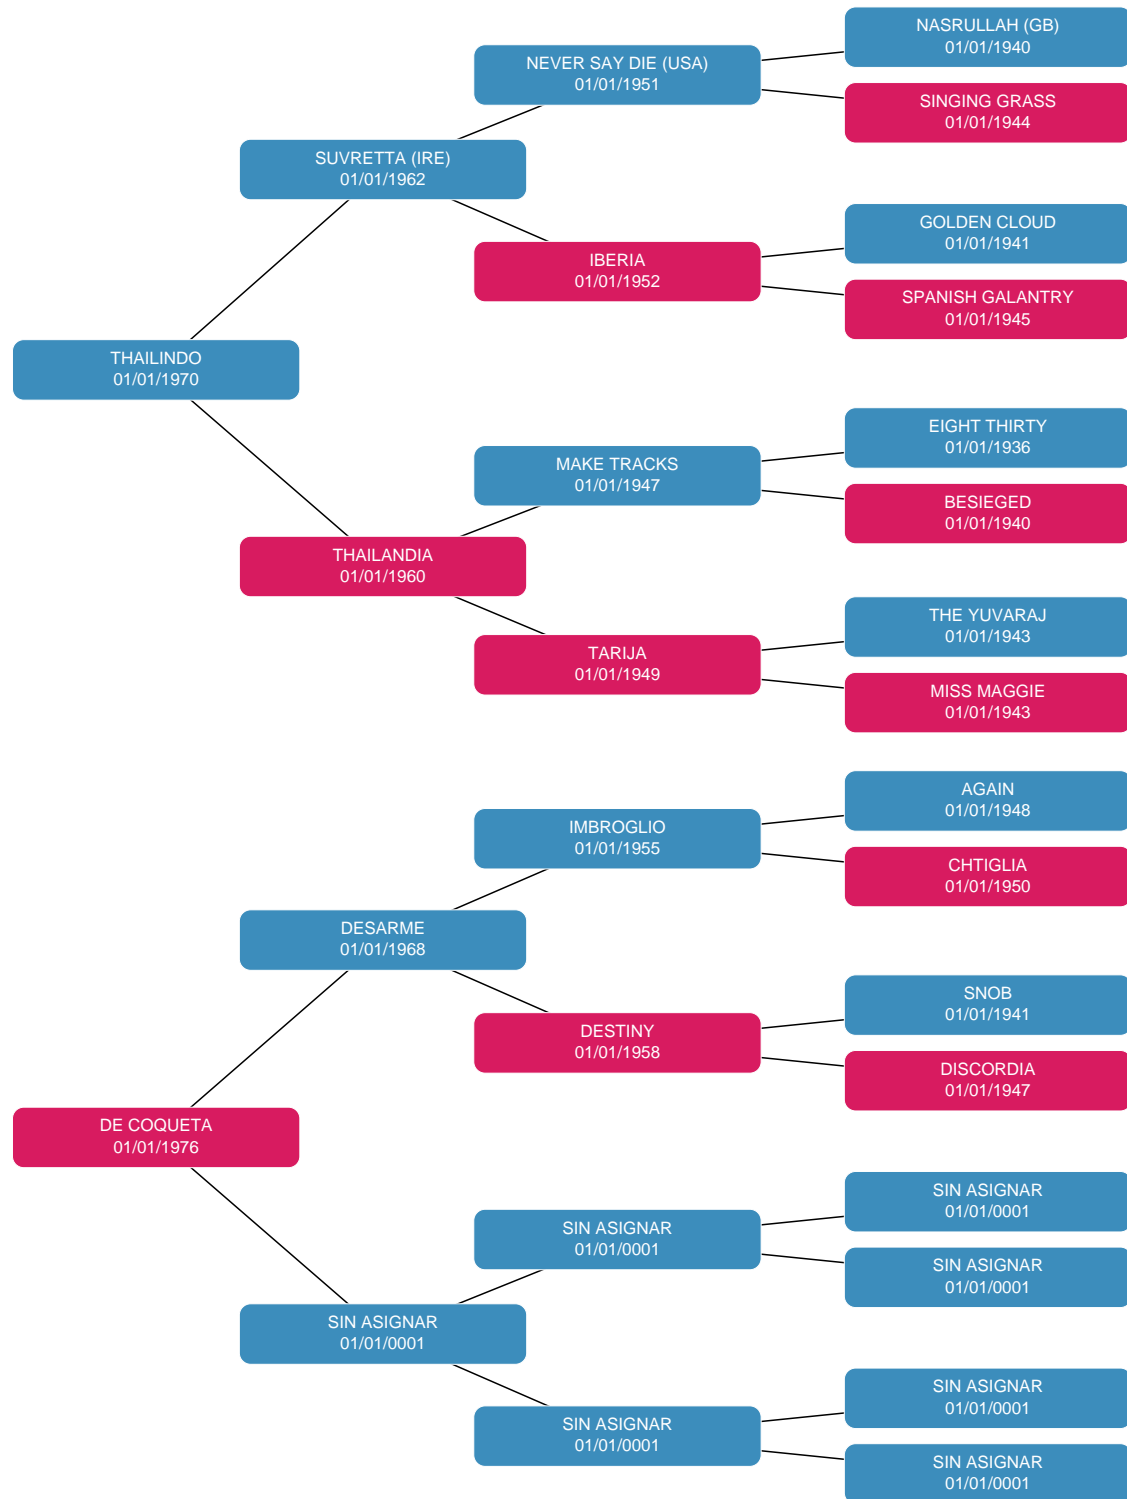 NASRULLAH (GB)
01/01/1940
NEVER SAY DIE (USA)
01/01/1951
SINGING GRASS
01/01/1944
SUVRETTA (IRE)
01/01/1962
GOLDEN CLOUD
01/01/1941
IBERIA
01/01/1952
SPANISH GALANTRY
01/01/1945
THAILINDO
01/01/1970
EIGHT THIRTY
01/01/1936
MAKE TRACKS
01/01/1947
BESIEGED
01/01/1940
THAILANDIA
01/01/1960
THE YUVARAJ
01/01/1943
TARIJA
01/01/1949
MISS MAGGIE
01/01/1943
AGAIN
01/01/1948
IMBROGLIO
01/01/1955
CHTIGLIA
01/01/1950
DESARME
01/01/1968
SNOB
01/01/1941
DESTINY
01/01/1958
DISCORDIA
01/01/1947
DE COQUETA
01/01/1976
SIN ASIGNAR
01/01/0001
SIN ASIGNAR
01/01/0001
SIN ASIGNAR
01/01/0001
SIN ASIGNAR
01/01/0001
SIN ASIGNAR
01/01/0001
SIN ASIGNAR
01/01/0001
SIN ASIGNAR
01/01/0001